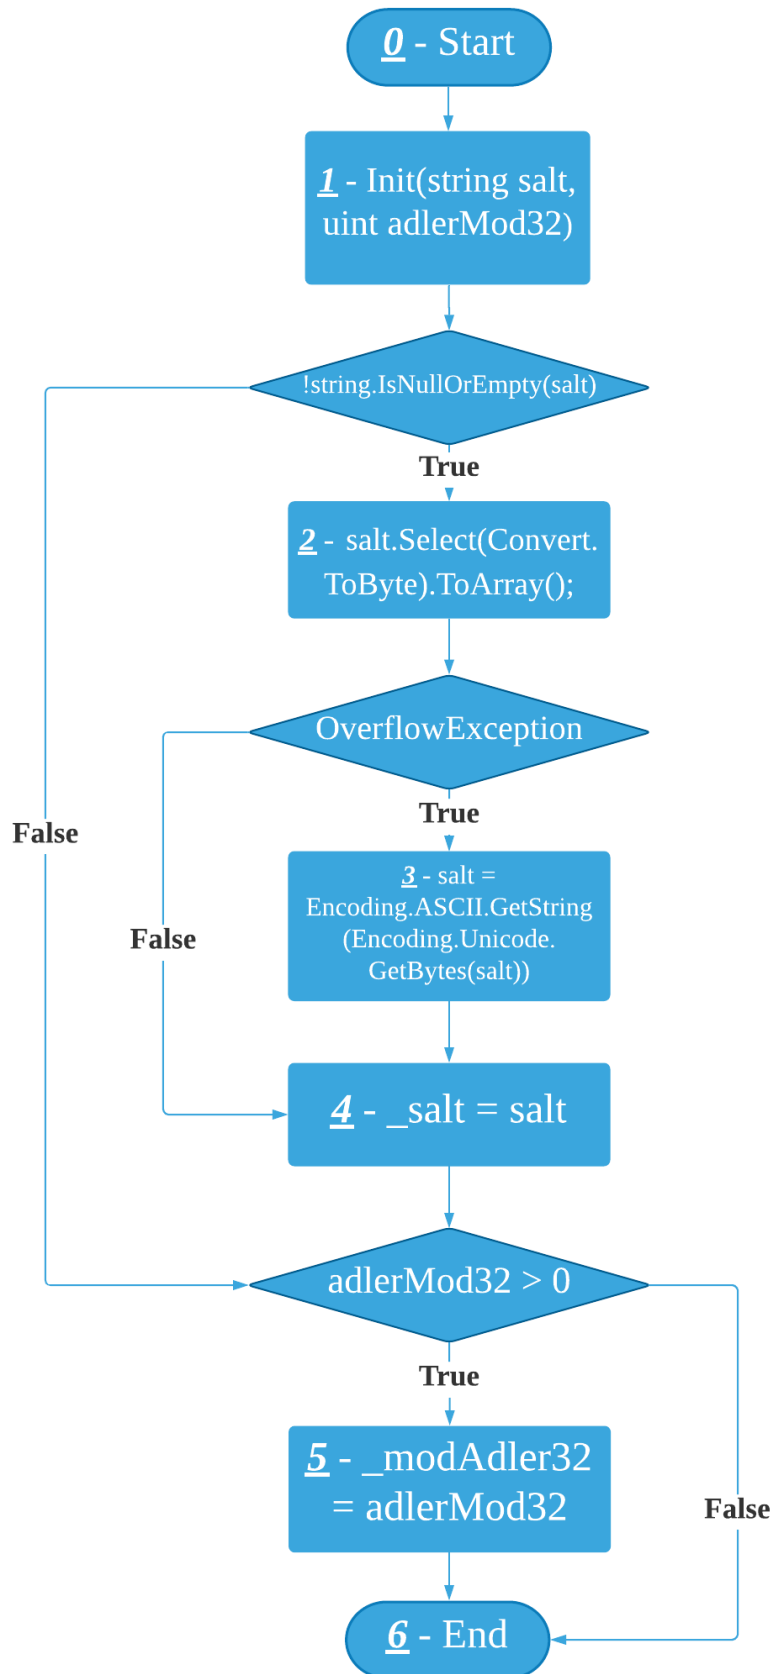 0 - Start
1 - Init(string salt,
uint adlerMod32)
!string.IsNullOrEmpty(salt)
True
2 - salt.Select(Convert.
ToByte).ToArray();
OverflowException
True
False
3 - salt =
Encoding.ASCII.GetString
(Encoding.Unicode.
GetBytes(salt))
False
4 - _salt = salt
adlerMod32 > 0
True
5 - _modAdler32
= adlerMod32
False
6 - End